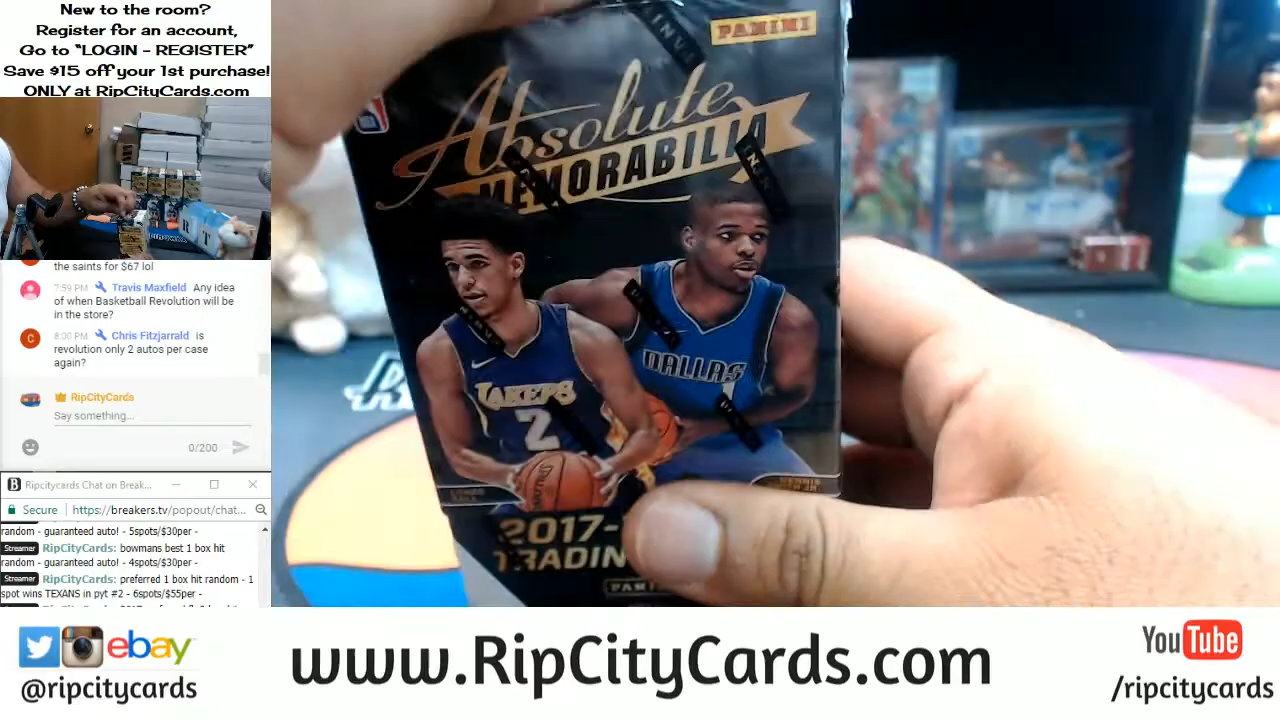 New to the room?
Register for an account,
Go to “LOGIN - REGISTER”
Save $15 off your 1st purchase!
ONLY at RipCityCards.com
the saints for $67 lol
7:59 PM Travis Maxfield Any idea
of when Basketball Revolution will be
in the store?
C
8:00 PM Chris Fitzjarrald is
revolution only 2 autos per case
again?
RipCityCards
Say something...
0/200
Ripcitycards Chat on Break...
Secure https://breakers.tv/popout/chat...
random - guaranteed auto! - 5spots/$30per -
Streamer RipCityCards: bowmans best 1 box hit
random - guaranteed auto! - 4spots/$30per -
Streamer RipCityCards: preferred 1 box hit random - 1
spot wins TEXANS in pyt #2 - 6spots/$55per -
PANINI
Absolute
MEMORABILIA
LAKERS
2
DALLAS
1
2017-
TRADIN
PANINI
ebay
@ripcitycards
www.RipCityCards.com
YouTube
/ripcitycards